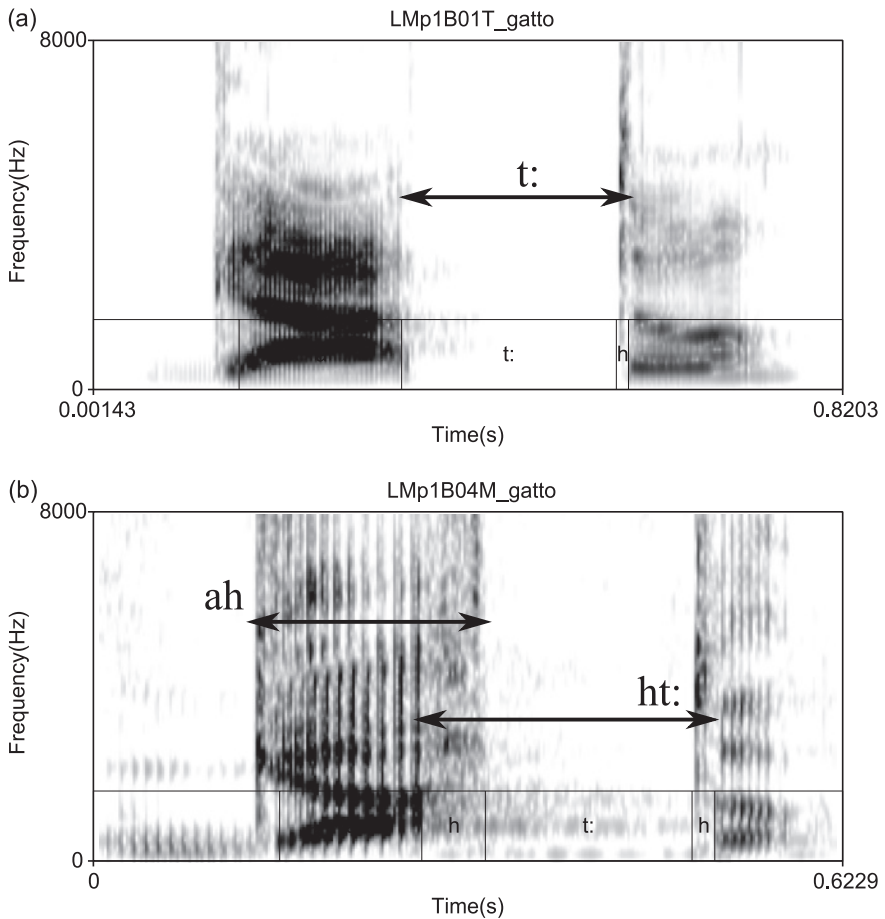 (a)
LMp1B01T_gatto
8000
Frequency(Hz)
t:
t:
h
0
0.00143
0.8203
Time(s)
(b)
LMp1B04M_gatto
8000
Frequency(Hz)
ah
ht:
h
t:
h
0
0
0.6229
Time(s)